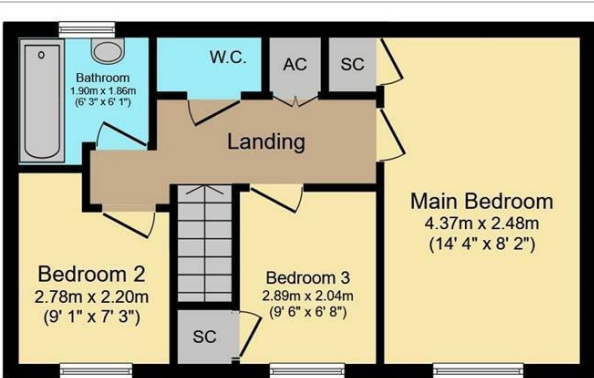 Bathroom
1.90m x 1.86m
(6' 3" x 6' 1")
W.C.
AC
SC
Landing
Main Bedroom
4.37m x 2.48m
(14' 4" x 8' 2")
Bedroom 2
2.78m x 2.20m
(9' 1" x 7' 3")
Bedroom 3
2.89m x 2.04m
(9' 6" x 6' 8")
SC